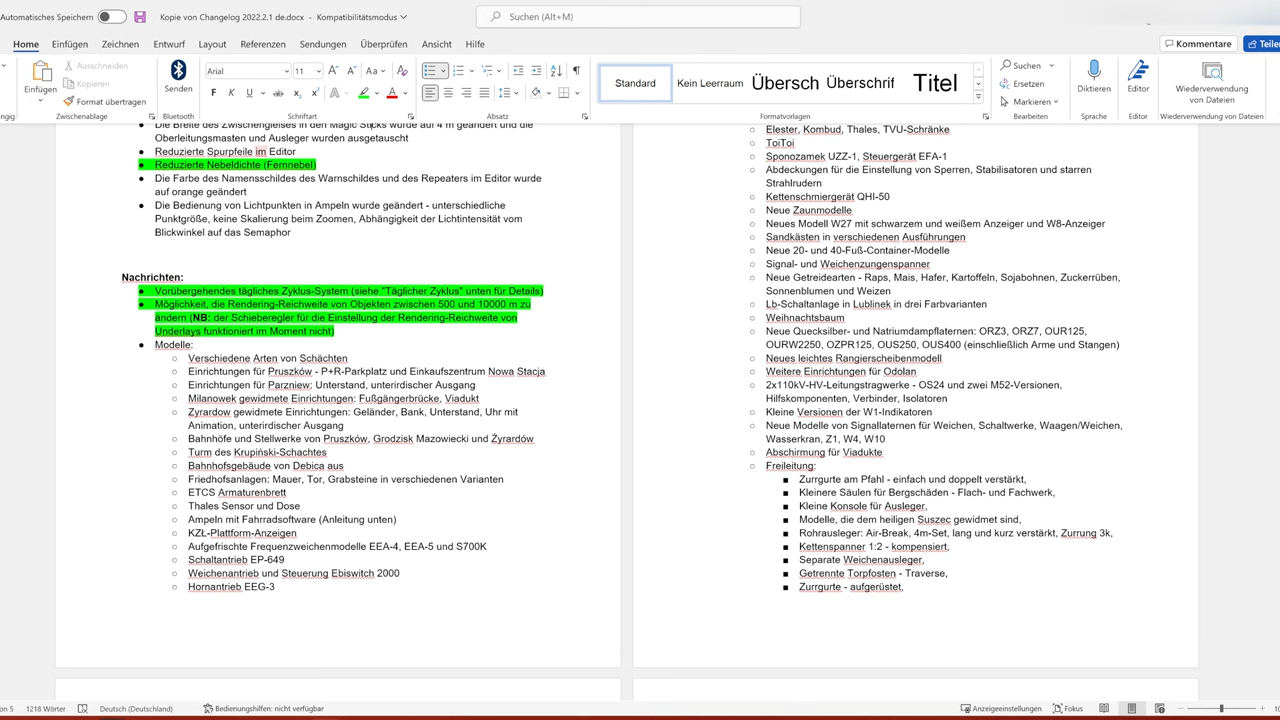 Automatisches Speichern
Kopie von Changelog 2022.2.1 de.docx - Kompatibilitätsmodus
Suchen (Alt+M)
Home Einfügen Zeichnen Entwurf Layout Referenzen Sendungen Überprüfen Ansicht Hilfe
Kommentare
Teilen
Einfügen
Ausschneiden
Kopieren
Format übertragen
Zwischenablage
Senden
Bluetooth
Arial 11
Schriftart
Absatz
Standard Kein Leerraum Übersch Überschrif Titel
Formatvorlagen
Suchen
Ersetzen
Markieren
Bearbeiten
Diktieren
Sprache
Editor
Editor
Wiederverwendung
von Dateien
Wiederverwendung von Dateien
Die Breite des Zwischengleises in den Magic Sticks wurde auf 4 m geändert und die
Oberleitungsmasten und Ausleger wurden ausgetauscht
● Reduzierte Spurpfeile im Editor
● Reduzierte Nebeldichte (Fernnebel)
● Die Farbe des Namensschildes des Warnschildes und des Repeaters im Editor wurde
auf orange geändert
● Die Bedienung von Lichtpunkten in Ampeln wurde geändert - unterschiedliche
Punktgröße, keine Skalierung beim Zoomen, Abhängigkeit der Lichtintensität vom
Blickwinkel auf das Semaphor
Nachrichten:
● Vorübergehendes tägliches Zyklus-System (siehe "Täglicher Zyklus" unten für Details)
● Möglichkeit, die Rendering-Reichweite von Objekten zwischen 500 und 10000 m zu
ändern (NB: der Schieberegler für die Einstellung der Rendering-Reichweite von
Underlays funktioniert im Moment nicht)
● Modelle:
○ Verschiedene Arten von Schächten
○ Einrichtungen für Pruszków - P+R-Parkplatz und Einkaufszentrum Nowa Stacja
○ Einrichtungen für Parzniew: Unterstand, unterirdischer Ausgang
○ Milanowek gewidmete Einrichtungen: Fußgängerbrücke, Viadukt
○ Zyrardow gewidmete Einrichtungen: Geländer, Bank, Unterstand, Uhr mit
Animation, unterirdischer Ausgang
○ Bahnhöfe und Stellwerke von Pruszków, Grodzisk Mazowiecki und Żyrardów
○ Turm des Krupiński-Schachtes
○ Bahnhofsgebäude von Debica aus
○ Friedhofsanlagen: Mauer, Tor, Grabsteine in verschiedenen Varianten
○ ETCS Armaturenbrett
○ Thales Sensor und Dose
○ Ampeln mit Fahrradsoftware (Anleitung unten)
○ KZŁ-Plattform-Anzeigen
○ Aufgefrischte Frequenzweichenmodelle EEA-4, EEA-5 und S700K
○ Schaltantrieb EP-649
○ Weichenantrieb und Steuerung Ebiswitch 2000
○ Hornantrieb EEG-3
○ Elester, Kombud, Thales, TVU-Schränke
○ ToiToi
○ Sponozamek UZZ-1, Steuergerät EFA-1
○ Abdeckungen für die Einstellung von Sperren, Stabilisatoren und starren
Strahlrudern
○ Kettenschmiergerät QHI-50
○ Neue Zaunmodelle
○ Neues Modell W27 mit schwarzem und weißem Anzeiger und W8-Anzeiger
○ Sandkästen in verschiedenen Ausführungen
○ Neue 20- und 40-Fuß-Container-Modelle
○ Signal- und Weichenzungenspanner
○ Neue Getreidearten - Raps, Mais, Hafer, Kartoffeln, Sojabohnen, Zuckerrüben,
Sonnenblumen und Weizen
○ Lb-Schaltanlage in Lublinek in drei Farbvarianten
○ Weihnachtsbaum
○ Neue Quecksilber- und Natriumdampflaternen: ORZ3, ORZ7, OUR125,
OURW2250, OZPR125, OUS250, OUS400 (einschließlich Arme und Stangen)
○ Neues leichtes Rangierscheibenmodell
○ Weitere Einrichtungen für Odolan
○ 2x110kV-HV-Leitungstragwerke - OS24 und zwei M52-Versionen,
Hilfskomponenten, Verbinder, Isolatoren
○ Kleine Versionen der W1-Indikatoren
○ Neue Modelle von Signallaternen für Weichen, Schaltwerke, Waagen/Weichen,
Wasserkran, Z1, W4, W10
○ Abschirmung für Viadukte
○ Freileitung:
■ Zurrgurte am Pfahl - einfach und doppelt verstärkt,
■ Kleinere Säulen für Bergschäden - Flach- und Fachwerk,
■ Kleine Konsole für Ausleger,
■ Modelle, die dem heiligen Suszec gewidmet sind,
■ Rohrausleger: Air-Break, 4m-Set, lang und kurz verstärkt, Zurrung 3k,
■ Kettenspanner 1:2 - kompensiert,
■ Separate Weichenausleger,
■ Getrennte Torpfosten - Traverse,
■ Zurrgurte - aufgerüstet,
on 5 1218 Wörter Deutsch (Deutschland) Bedienungshilfen: nicht verfügbar
Anzeigeeinstellungen Fokus